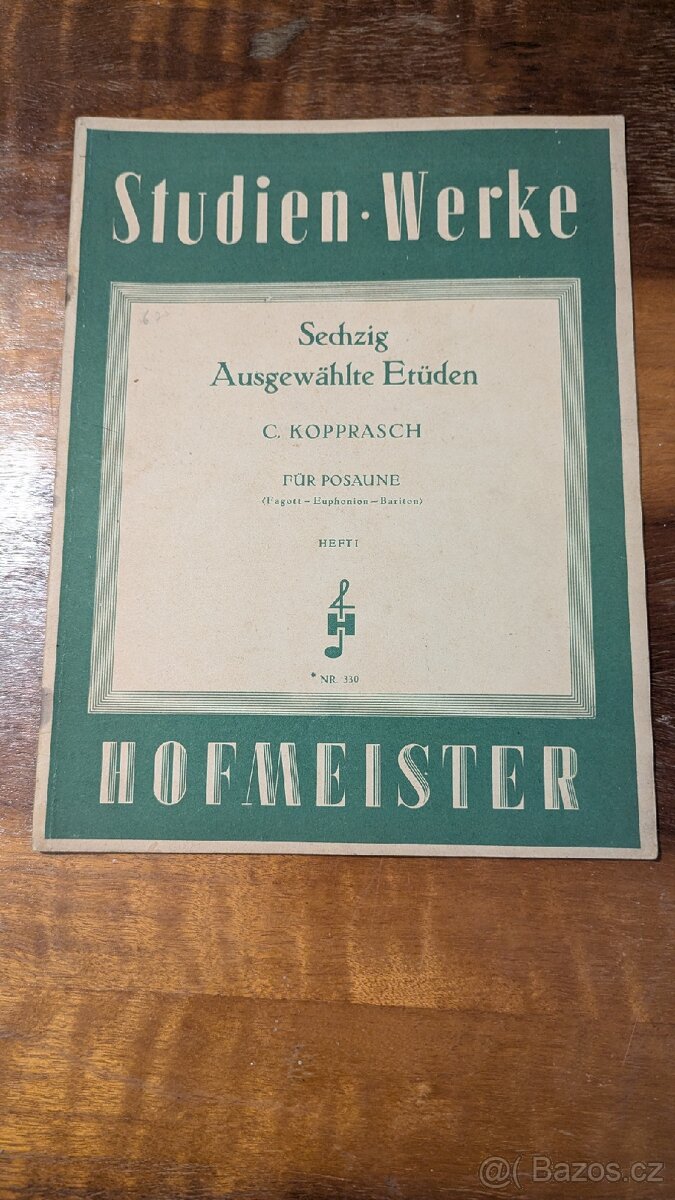 Studien·Werke
Sechzig
Ausgewählte Etüden
C. KOPPRASCH
FÜR POSAUNE
(Fagott – Euphonion – Bariton)
HEFT I
H
* NR. 330
HOFMEISTER
@( Bazos.cz